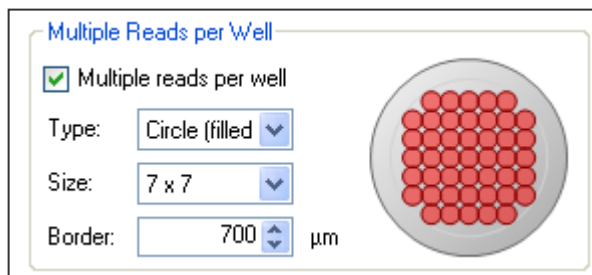 Multiple Reads per Well
Multiple reads per well
Type: Circle (filled
Size: 7 x 7
Border: 700 µm